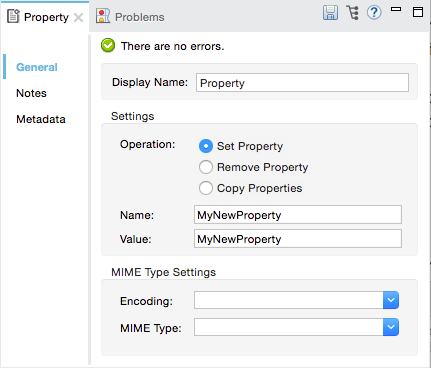 Property
Problems
There are no errors.
General
Notes
Metadata
Display Name: Property
Settings
Operation: Set Property
Remove Property
Copy Properties
Name: MyNewProperty
Value: MyNewProperty
MIME Type Settings
Encoding:
MIME Type: